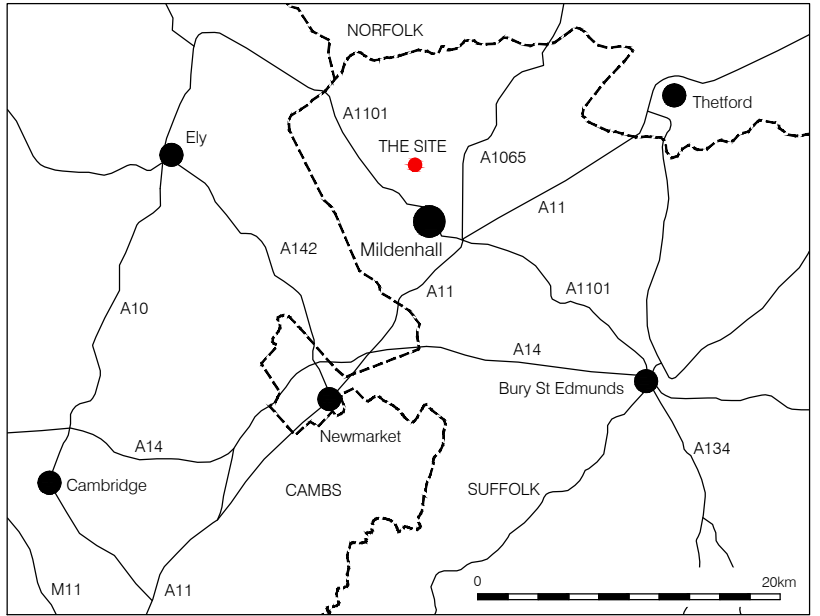 NORFOLK
Thetford
A1101
Ely
THE SITE
A1065
A11
Mildenhall
A142
A11
A1101
A10
A14
Bury St Edmunds
Newmarket
A14
A134
Cambridge
CAMBS
SUFFOLK
0 20km
M11
A11